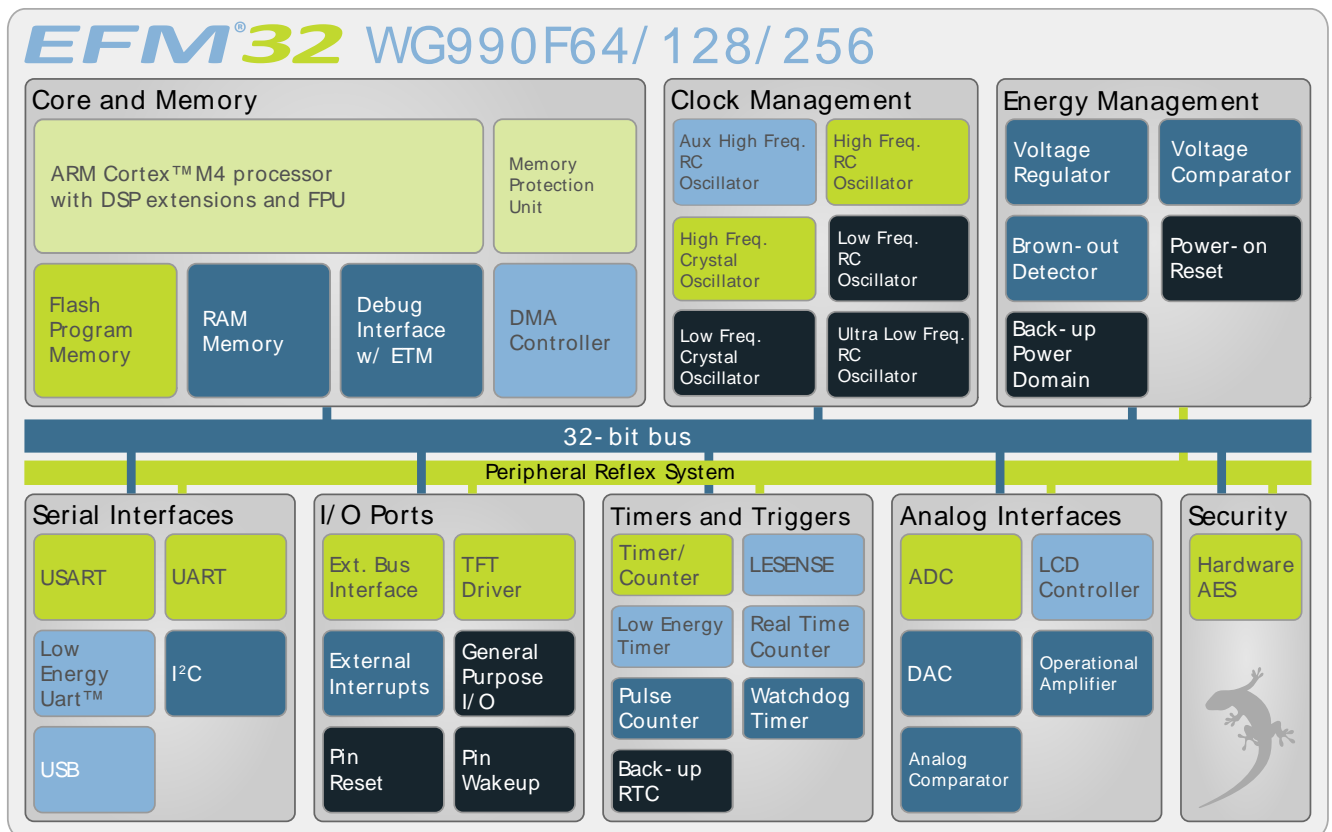 EFM®32 WG990F64/128/256
Core and Memory
ARM Cortex™ M4 processor
with DSP extensions and FPU
Memory
Protection
Unit
Flash
Program
Memory
RAM
Memory
Debug
Interface
w/ ETM
DMA
Controller
Clock Management
Aux High Freq.
RC
Oscillator
High Freq.
RC
Oscillator
High Freq.
Crystal
Oscillator
Low Freq.
RC
Oscillator
Low Freq.
Crystal
Oscillator
Ultra Low Freq.
RC
Oscillator
Energy Management
Voltage
Regulator
Voltage
Comparator
Brown-out
Detector
Power-on
Reset
Back-up
Power
Domain
32-bit bus
Peripheral Reflex System
Serial Interfaces
USART
UART
Low
Energy
Uart™
I²C
USB
I/O Ports
Ext. Bus
Interface
TFT
Driver
External
Interrupts
General
Purpose
I/O
Pin
Reset
Pin
Wakeup
Timers and Triggers
Timer/
Counter
LESENSE
Low Energy
Timer
Real Time
Counter
Pulse
Counter
Watchdog
Timer
Back-up
RTC
Analog Interfaces
ADC
LCD
Controller
DAC
Operational
Amplifier
Analog
Comparator
Security
Hardware
AES